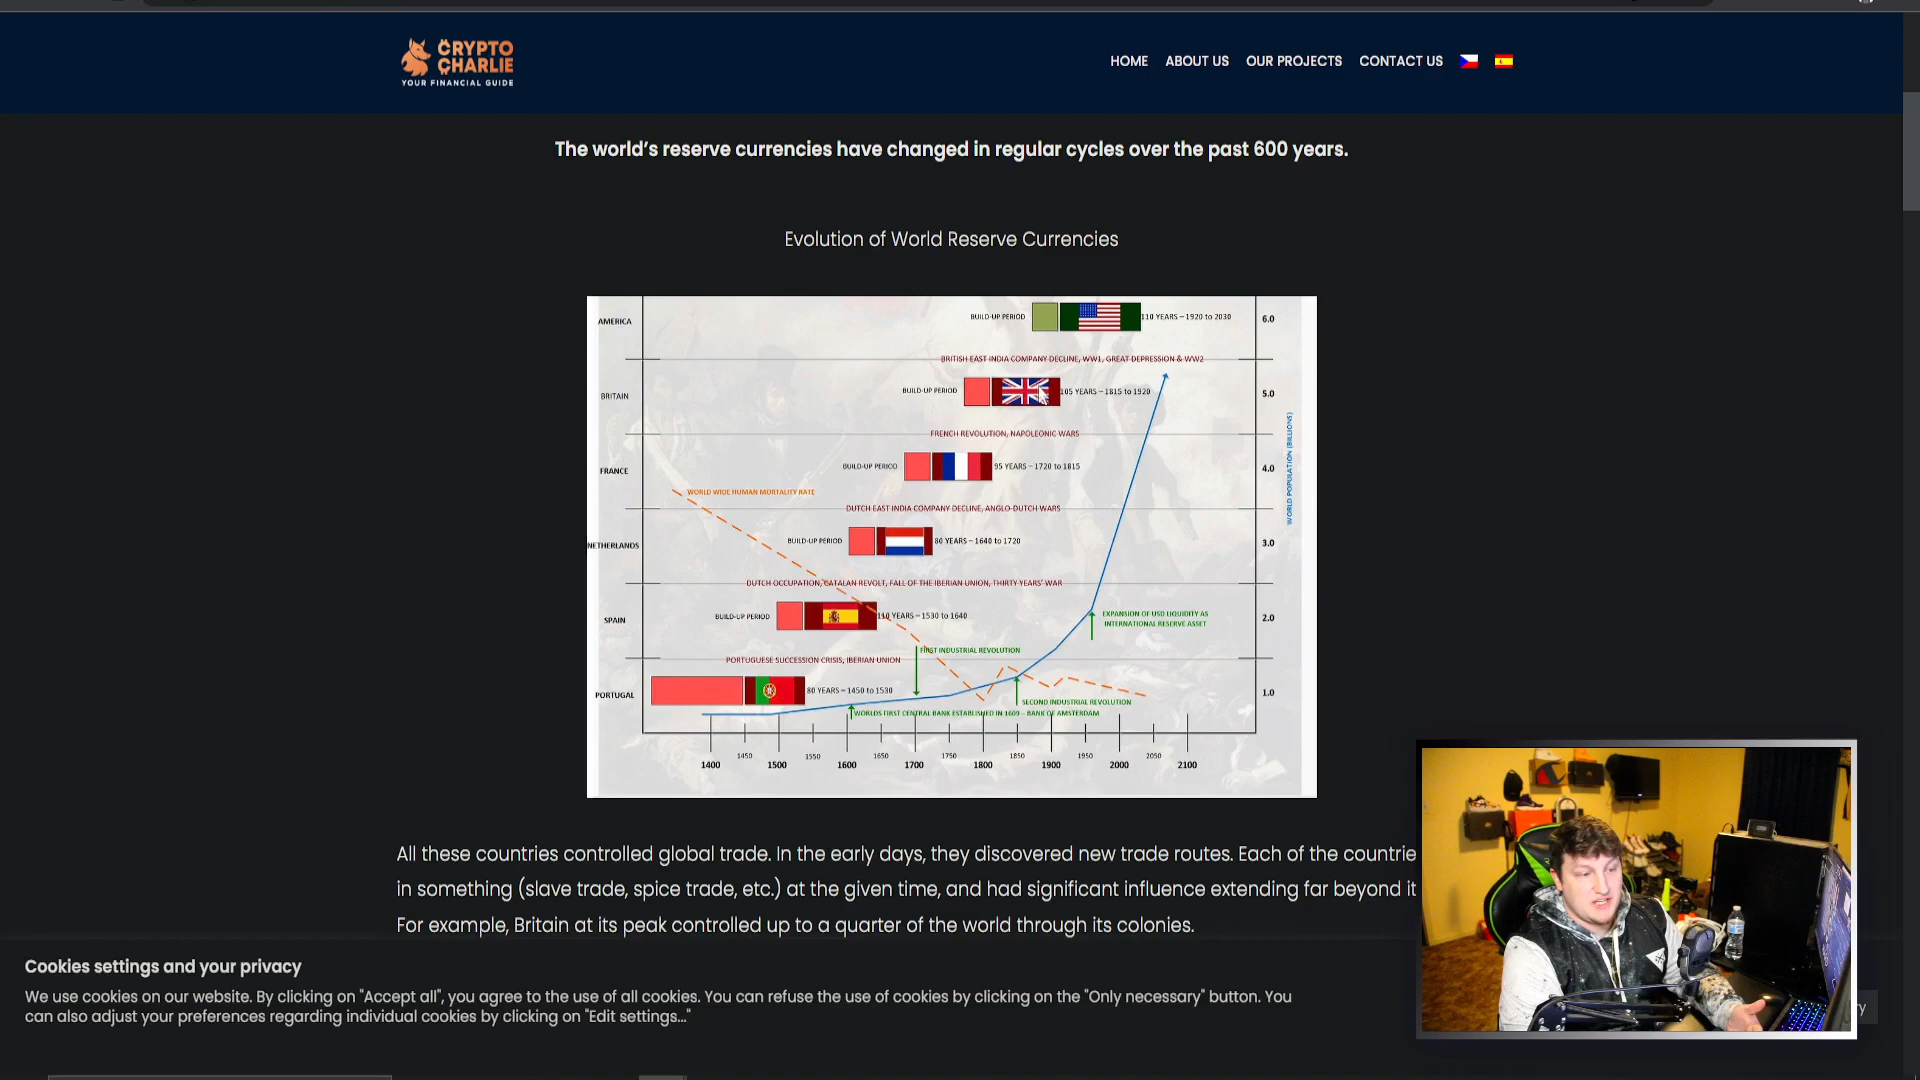 CRYPTO
CHARLIE
YOUR FINANCIAL GUIDE
HOME ABOUT US OUR PROJECTS CONTACT US
The world's reserve currencies have changed in regular cycles over the past 600 years.
Evolution of World Reserve Currencies
AMERICA BUILD-UP PERIOD 110 YEARS – 1920 to 2030 6.0
BRITISH EAST INDIA COMPANY DECLINE, WW1, GREAT DEPRESSION & WW2
BRITAIN BUILD-UP PERIOD 105 YEARS – 1815 to 1920 5.0
FRENCH REVOLUTION, NAPOLEONIC WARS
FRANCE BUILD-UP PERIOD 95 YEARS – 1720 to 1815 4.0
WORLD POPULATION (BILLIONS)
WORLD WIDE HUMAN MORTALITY RATE
DUTCH EAST INDIA COMPANY DECLINE, ANGLO-DUTCH WARS
NETHERLANDS BUILD-UP PERIOD 80 YEARS – 1640 to 1720 3.0
DUTCH OCCUPATION, CATALAN REVOLT, FALL OF THE IBERIAN UNION, THIRTY YEARS' WAR
SPAIN BUILD-UP PERIOD 110 YEARS – 1530 to 1640 2.0
EXPANSION OF USD LIQUIDITY AS
INTERNATIONAL RESERVE ASSET
FIRST INDUSTRIAL REVOLUTION
PORTUGUESE SUCCESSION CRISIS, IBERIAN UNION
PORTUGAL 80 YEARS – 1450 to 1530 1.0
SECOND INDUSTRIAL REVOLUTION
WORLDS FIRST CENTRAL BANK ESTABLISHED IN 1609 – BANK OF AMSTERDAM
1400 1450 1500 1550 1600 1650 1700 1750 1800 1850 1900 1950 2000 2050 2100
All these countries controlled global trade. In the early days, they discovered new trade routes. Each of the countrie
in something (slave trade, spice trade, etc.) at the given time, and had significant influence extending far beyond it
For example, Britain at its peak controlled up to a quarter of the world through its colonies.
Cookies settings and your privacy
We use cookies on our website. By clicking on "Accept all", you agree to the use of all cookies. You can refuse the use of cookies by clicking on the "Only necessary" button. You
can also adjust your preferences regarding individual cookies by clicking on "Edit settings..."
ry